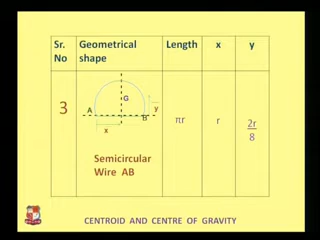 Sr. No
Geometrical shape
Length
x
y
3
G
A
B
y
x
Semicircular
Wire AB
πr
r
2r
8
CENTROID AND CENTRE OF GRAVITY